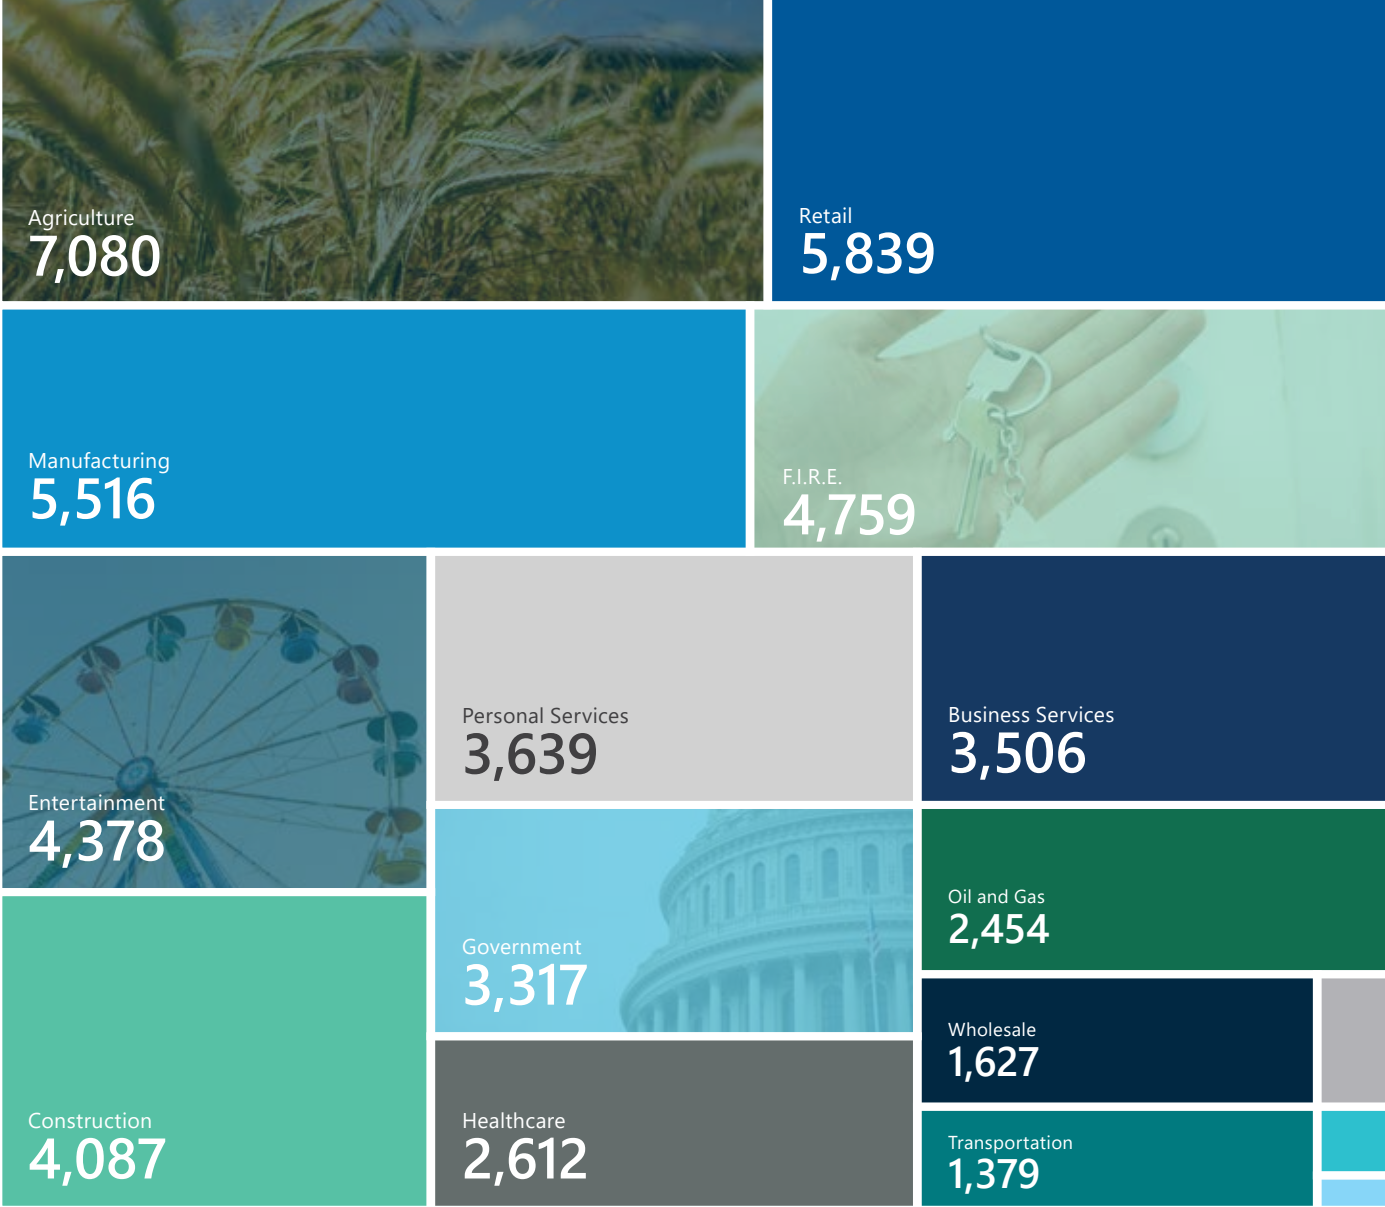 Agriculture
7,080
Retail
5,839
Manufacturing
5,516
F.I.R.E.
4,759
Entertainment
4,378
Personal Services
3,639
Business Services
3,506
Construction
4,087
Government
3,317
Oil and Gas
2,454
Healthcare
2,612
Wholesale
1,627
Transportation
1,379